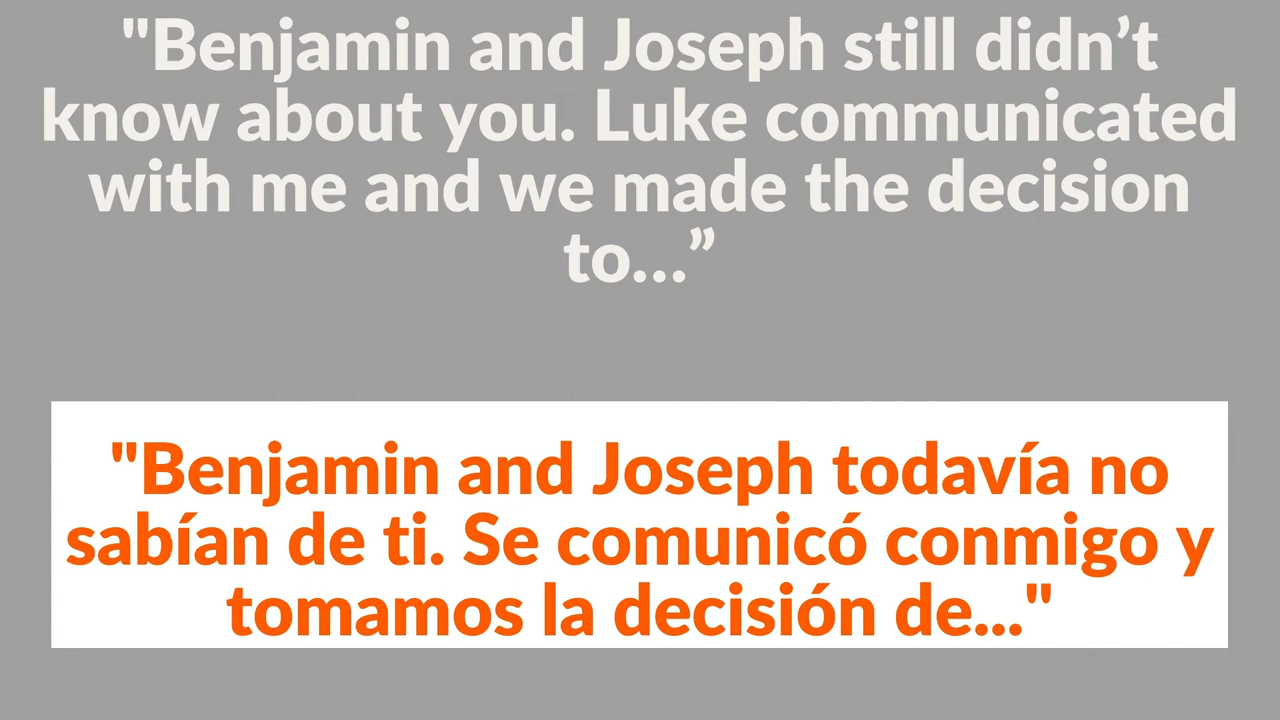 "Benjamin and Joseph still didn’t
know about you. Luke communicated
with me and we made the decision
to...”
"Benjamin and Joseph todavía no
sabían de ti. Se comunicó conmigo y
tomamos la decisión de..."